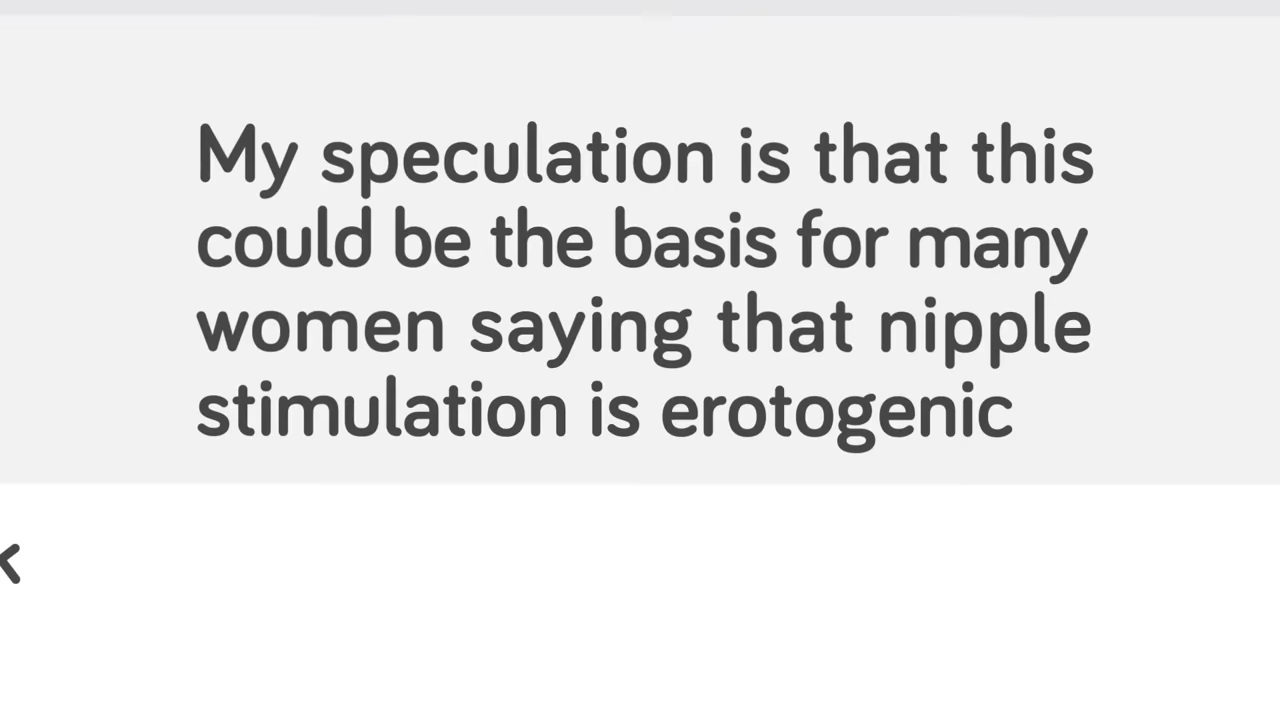 My speculation is that this
could be the basis for many
women saying that nipple
stimulation is erotogenic